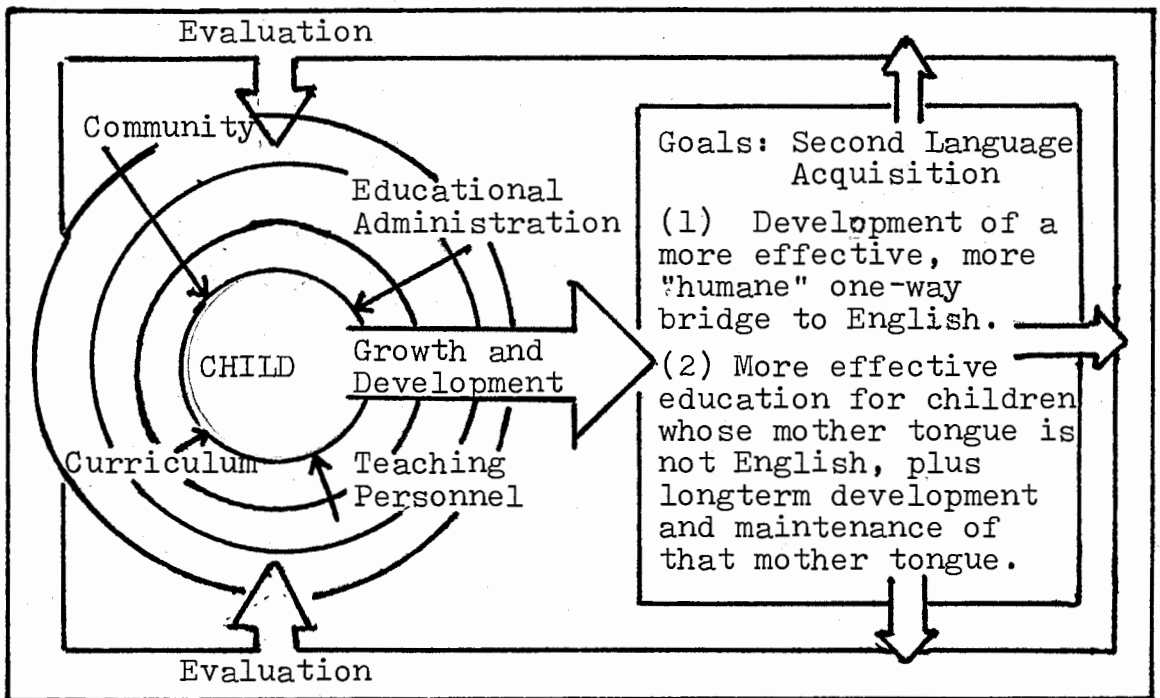 Evaluation
Community
Educational
Administration
CHILD
Growth and
Development
Curriculum
Teaching
Personnel
Evaluation
Goals: Second Language
Acquisition
(1) Development of a
more effective, more
"humane" one-way
bridge to English.
(2) More effective
education for children
whose mother tongue is
not English, plus
longterm development
and maintenance of
that mother tongue.